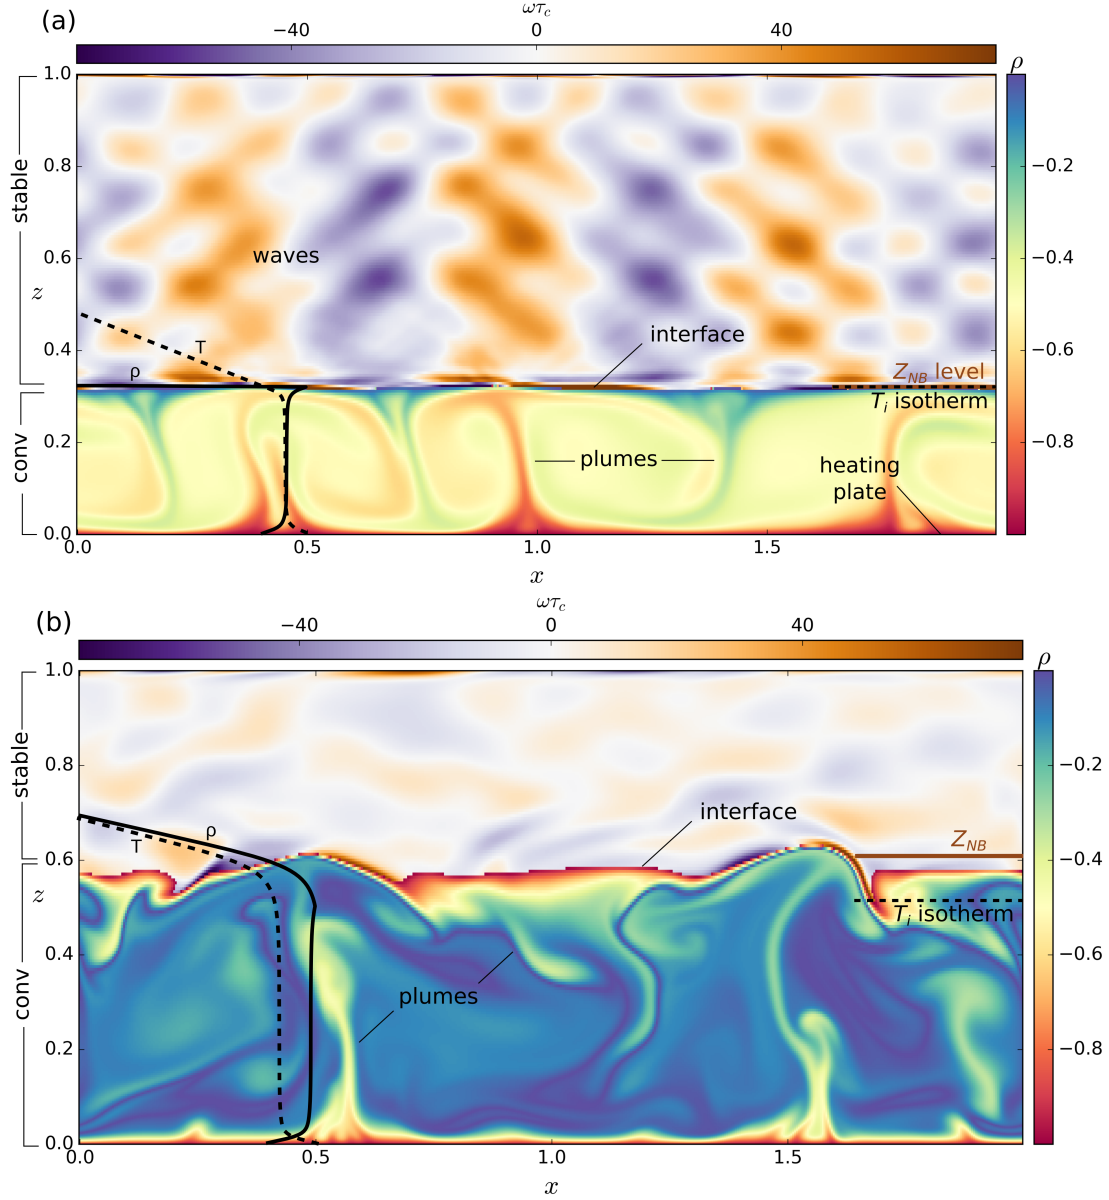 (a)
ωτ_c
−40 0 40
ρ
1.0
0.8
0.6
0.4
0.2
0.0
z
stable
conv
waves
T
ρ
interface
Z_NB level
T_i isotherm
plumes
heating
plate
−0.2
−0.4
−0.6
−0.8
0.0 0.5 1.0 1.5
x
(b)
ωτ_c
−40 0 40
ρ
1.0
0.8
0.6
0.4
0.2
0.0
z
stable
conv
ρ
T
interface
Z_NB
T_i isotherm
plumes
−0.2
−0.4
−0.6
−0.8
0.0 0.5 1.0 1.5
x